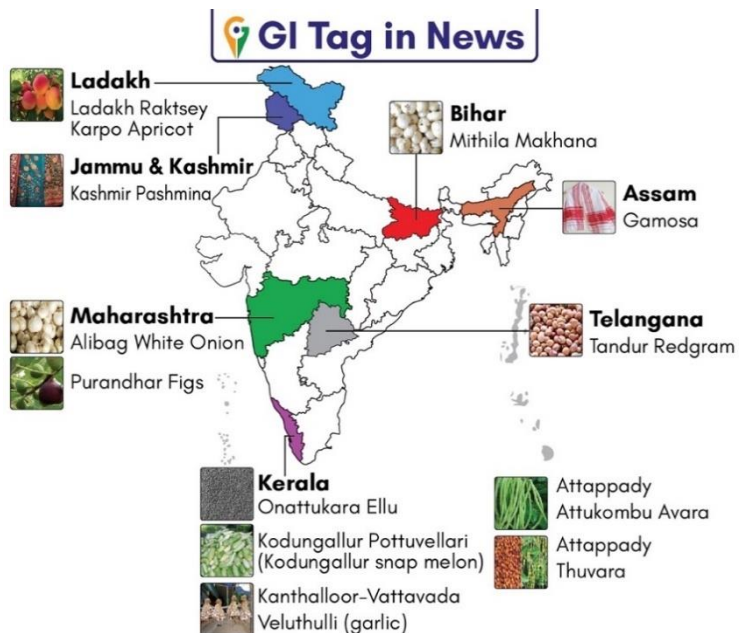 GI Tag in News
Ladakh
Ladakh Raktsey
Karpo Apricot
Jammu & Kashmir
Kashmir Pashmina
Bihar
Mithila Makhana
Assam
Gamosa
Maharashtra
Alibag White Onion
Purandhar Figs
Telangana
Tandur Redgram
Kerala
Onattukara Ellu
Kodungallur Pottuvellari
(Kodungallur snap melon)
Kanthalloor-Vattavada
Veluthulli (garlic)
Attappady
Attukombu Avara
Attappady
Thuvara